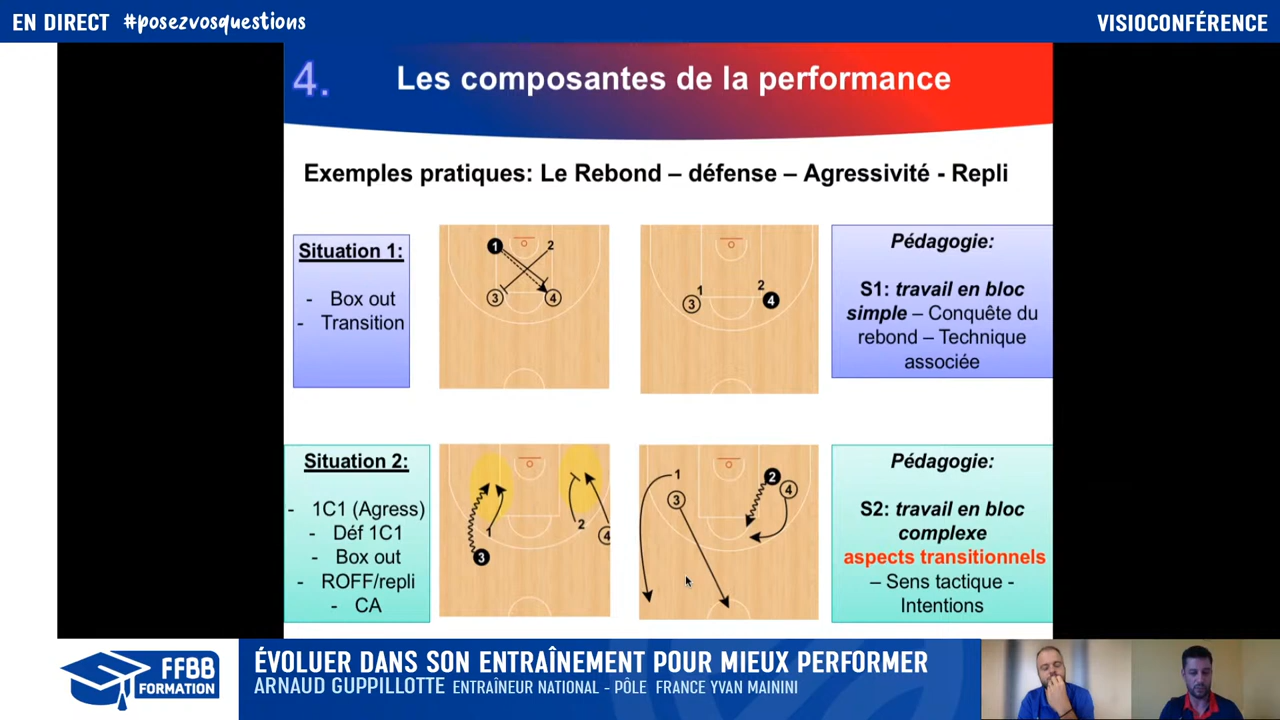 EN DIRECT #posezvosquestions
VISIOCONFÉRENCE
4. Les composantes de la performance
Exemples pratiques: Le Rebond – défense – Agressivité - Repli
Situation 1:
- Box out
- Transition
1 2
3 4
1 2
3 4
Pédagogie:
S1: travail en bloc
simple – Conquête du
rebond – Technique
associée
Situation 2:
- 1C1 (Agress)
- Déf 1C1
- Box out
- ROFF/repli
- CA
1 2
3 4
1 2
3 4
Pédagogie:
S2: travail en bloc
complexe
aspects transitionnels
– Sens tactique -
Intentions
FFBB
FORMATION
ÉVOLUER DANS SON ENTRAÎNEMENT POUR MIEUX PERFORMER
ARNAUD GUPPILLOTTE ENTRAÎNEUR NATIONAL - PÔLE FRANCE YVAN MAININI